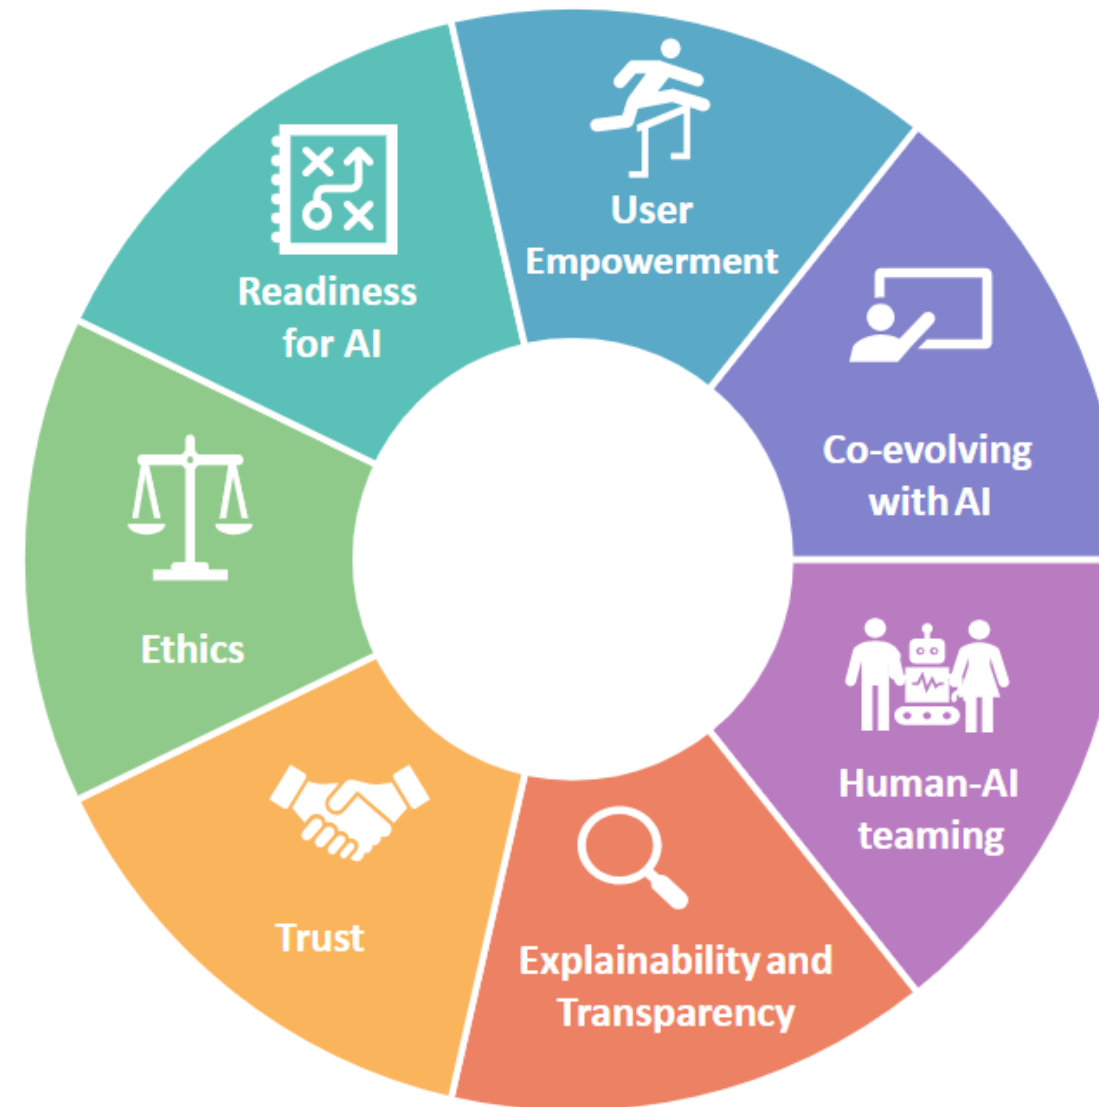 User
Empowerment
Co-evolving
with AI
Human-AI
teaming
Explainability and
Transparency
Trust
Ethics
Readiness
for AI